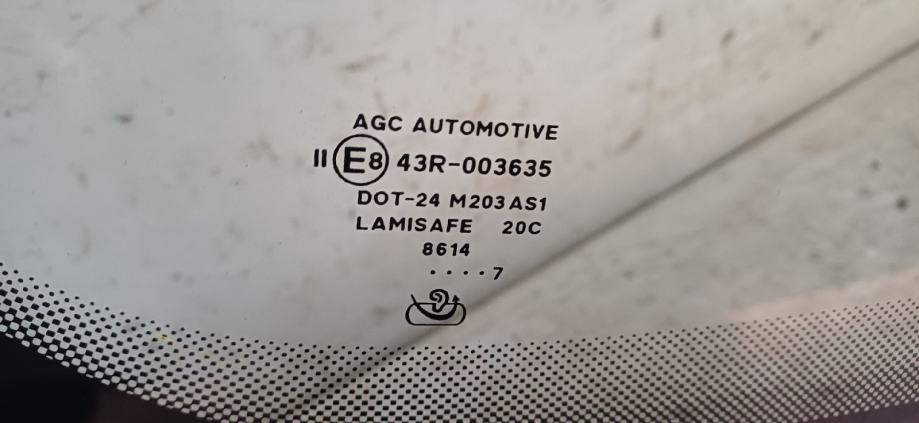 AGC AUTOMOTIVE
II E8 43R-003635
DOT-24 M203 AS1
LAMISAFE 20C
8614
....7